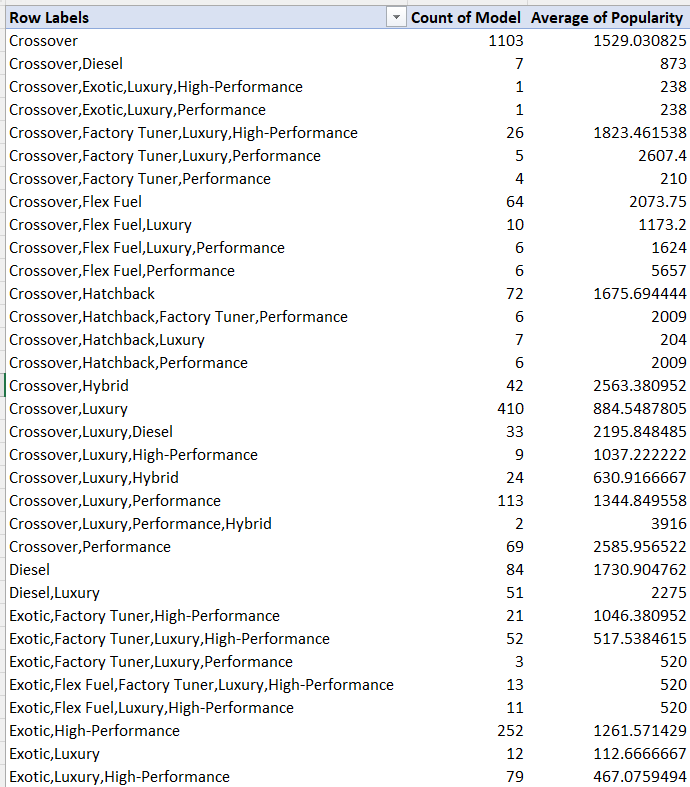 Row Labels Count of Model Average of Popularity
Crossover 1103 1529.030825
Crossover,Diesel 7 873
Crossover,Exotic,Luxury,High-Performance 1 238
Crossover,Exotic,Luxury,Performance 1 238
Crossover,Factory Tuner,Luxury,High-Performance 26 1823.461538
Crossover,Factory Tuner,Luxury,Performance 5 2607.4
Crossover,Factory Tuner,Performance 4 210
Crossover,Flex Fuel 64 2073.75
Crossover,Flex Fuel,Luxury 10 1173.2
Crossover,Flex Fuel,Luxury,Performance 6 1624
Crossover,Flex Fuel,Performance 6 5657
Crossover,Hatchback 72 1675.694444
Crossover,Hatchback,Factory Tuner,Performance 6 2009
Crossover,Hatchback,Luxury 7 204
Crossover,Hatchback,Performance 6 2009
Crossover,Hybrid 42 2563.380952
Crossover,Luxury 410 884.5487805
Crossover,Luxury,Diesel 33 2195.848485
Crossover,Luxury,High-Performance 9 1037.222222
Crossover,Luxury,Hybrid 24 630.9166667
Crossover,Luxury,Performance 113 1344.849558
Crossover,Luxury,Performance,Hybrid 2 3916
Crossover,Performance 69 2585.956522
Diesel 84 1730.904762
Diesel,Luxury 51 2275
Exotic,Factory Tuner,High-Performance 21 1046.380952
Exotic,Factory Tuner,Luxury,High-Performance 52 517.5384615
Exotic,Factory Tuner,Luxury,Performance 3 520
Exotic,Flex Fuel,Factory Tuner,Luxury,High-Performance 13 520
Exotic,Flex Fuel,Luxury,High-Performance 11 520
Exotic,High-Performance 252 1261.571429
Exotic,Luxury 12 112.6666667
Exotic,Luxury,High-Performance 79 467.0759494